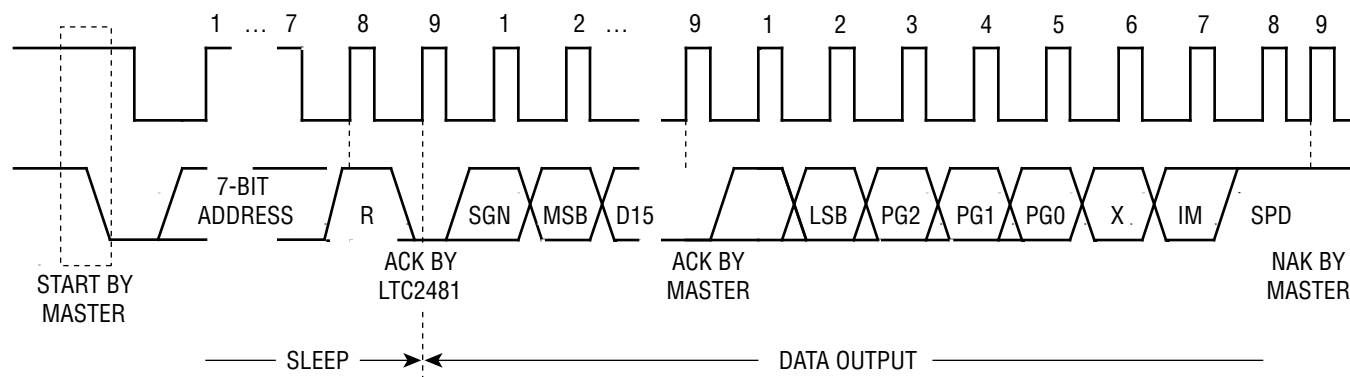 1 ... 7 8 9 1 2 ... 9 1 2 3 4 5 6 7 8 9
7-BIT
ADDRESS
R
SGN
MSB
D15
LSB
PG2
PG1
PG0
X
IM
SPD
START BY
MASTER
ACK BY
LTC2481
ACK BY
MASTER
NAK BY
MASTER
SLEEP
DATA OUTPUT